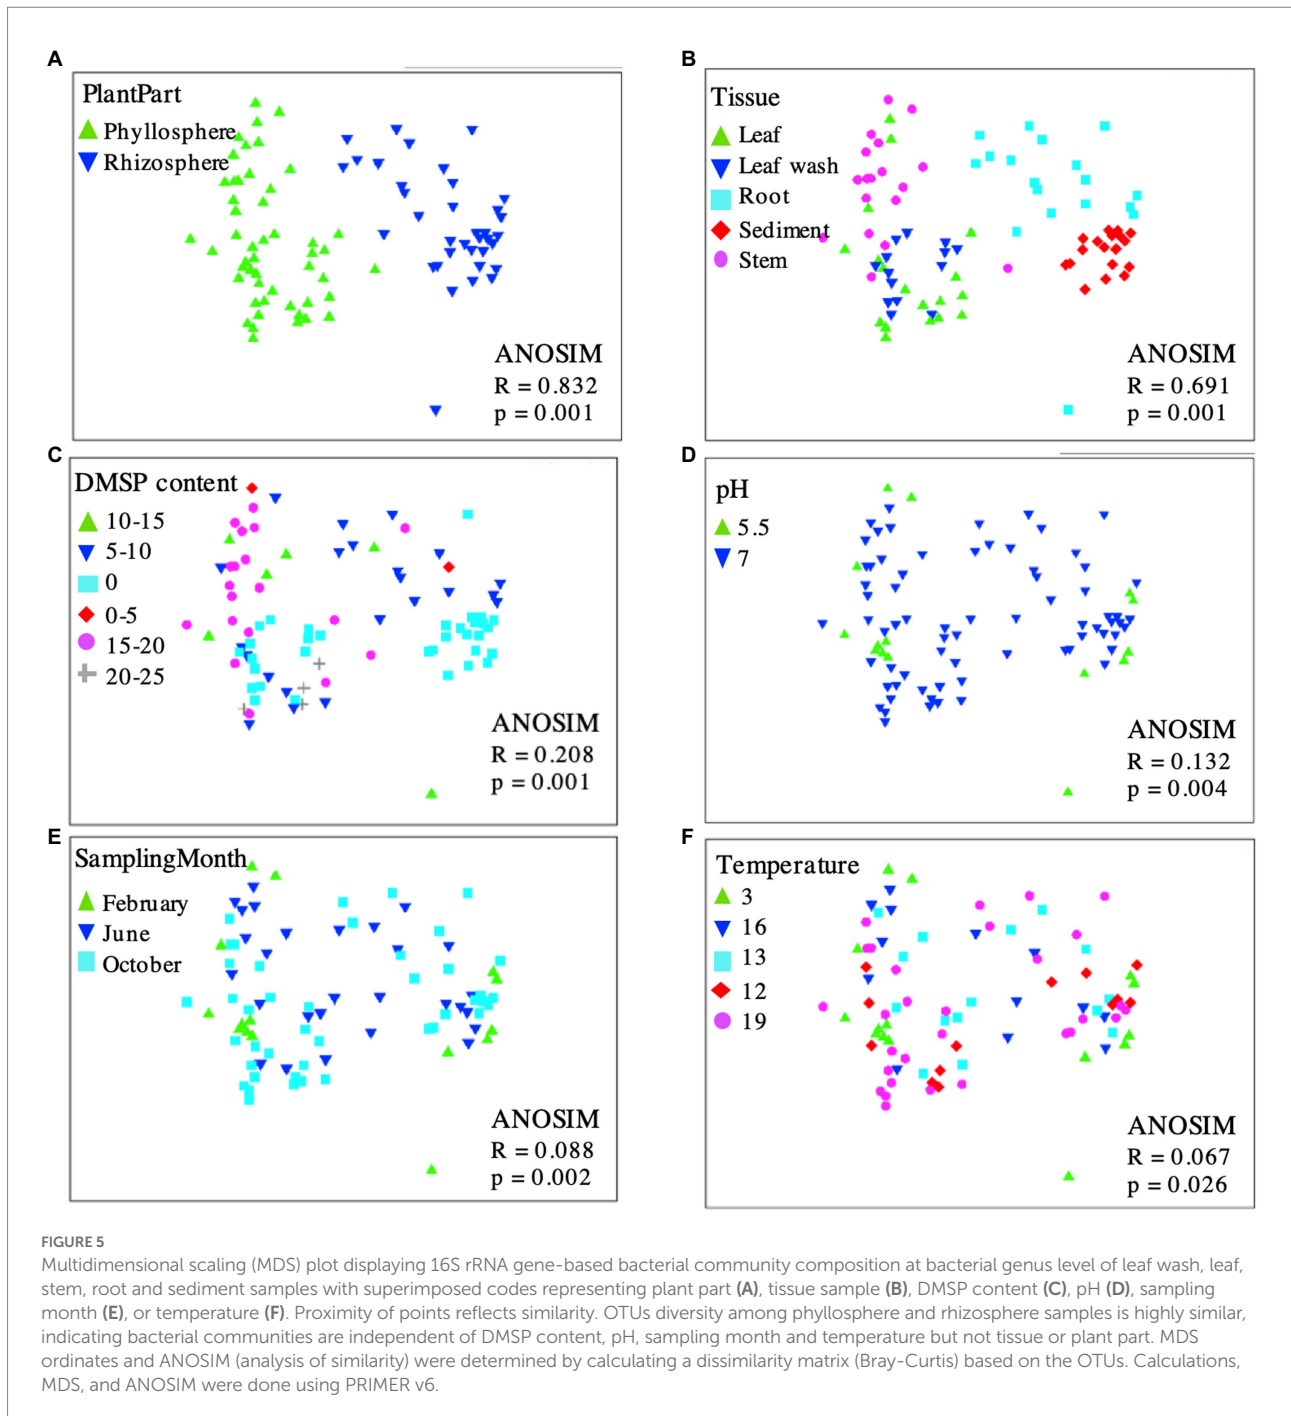 A
PlantPart
Phyllosphere
Rhizosphere
ANOSIM
R = 0.832
p = 0.001
B
Tissue
Leaf
Leaf wash
Root
Sediment
Stem
ANOSIM
R = 0.691
p = 0.001
C
DMSP content
10-15
5-10
0
0-5
15-20
20-25
ANOSIM
R = 0.208
p = 0.001
D
pH
5.5
7
ANOSIM
R = 0.132
p = 0.004
E
SamplingMonth
February
June
October
ANOSIM
R = 0.088
p = 0.002
F
Temperature
3
16
13
12
19
ANOSIM
R = 0.067
p = 0.026
FIGURE 5
Multidimensional scaling (MDS) plot displaying 16S rRNA gene-based bacterial community composition at bacterial genus level of leaf wash, leaf,
stem, root and sediment samples with superimposed codes representing plant part (A), tissue sample (B), DMSP content (C), pH (D), sampling
month (E), or temperature (F). Proximity of points reflects similarity. OTUs diversity among phyllosphere and rhizosphere samples is highly similar,
indicating bacterial communities are independent of DMSP content, pH, sampling month and temperature but not tissue or plant part. MDS
ordinates and ANOSIM (analysis of similarity) were determined by calculating a dissimilarity matrix (Bray-Curtis) based on the OTUs. Calculations,
MDS, and ANOSIM were done using PRIMER v6.